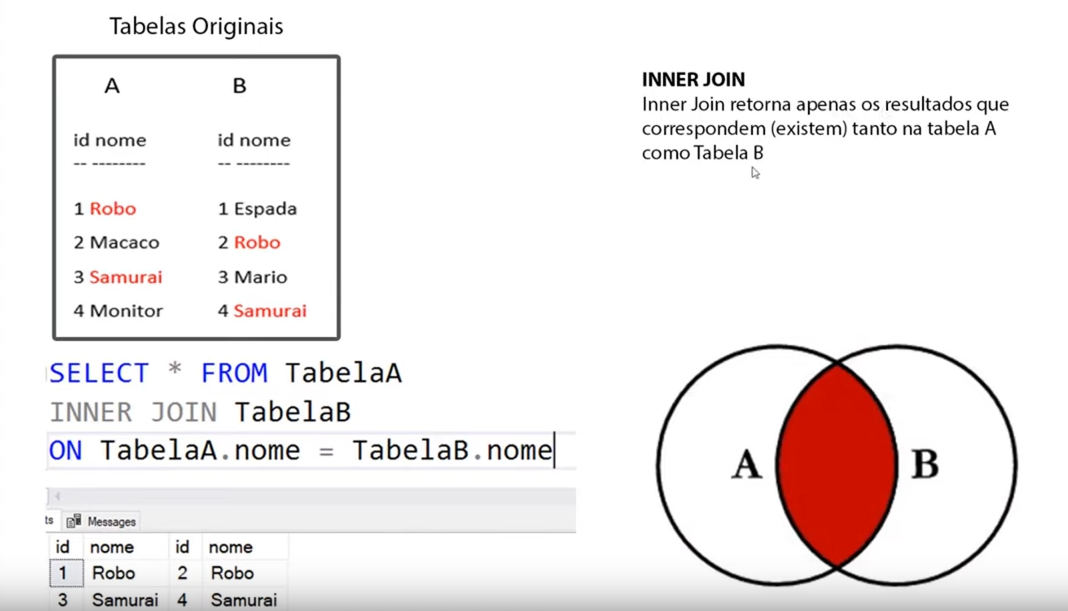 Tabelas Originais
A B
id nome id nome
-- -------- -- --------
1 Robo 1 Espada
2 Macaco 2 Robo
3 Samurai 3 Mario
4 Monitor 4 Samurai
INNER JOIN
Inner Join retorna apenas os resultados que
correspondem (existem) tanto na tabela A
como Tabela B
SELECT * FROM TabelaA
INNER JOIN TabelaB
ON TabelaA.nome = TabelaB.nome
ts Messages
id nome id nome
1 Robo 2 Robo
3 Samurai 4 Samurai
A B